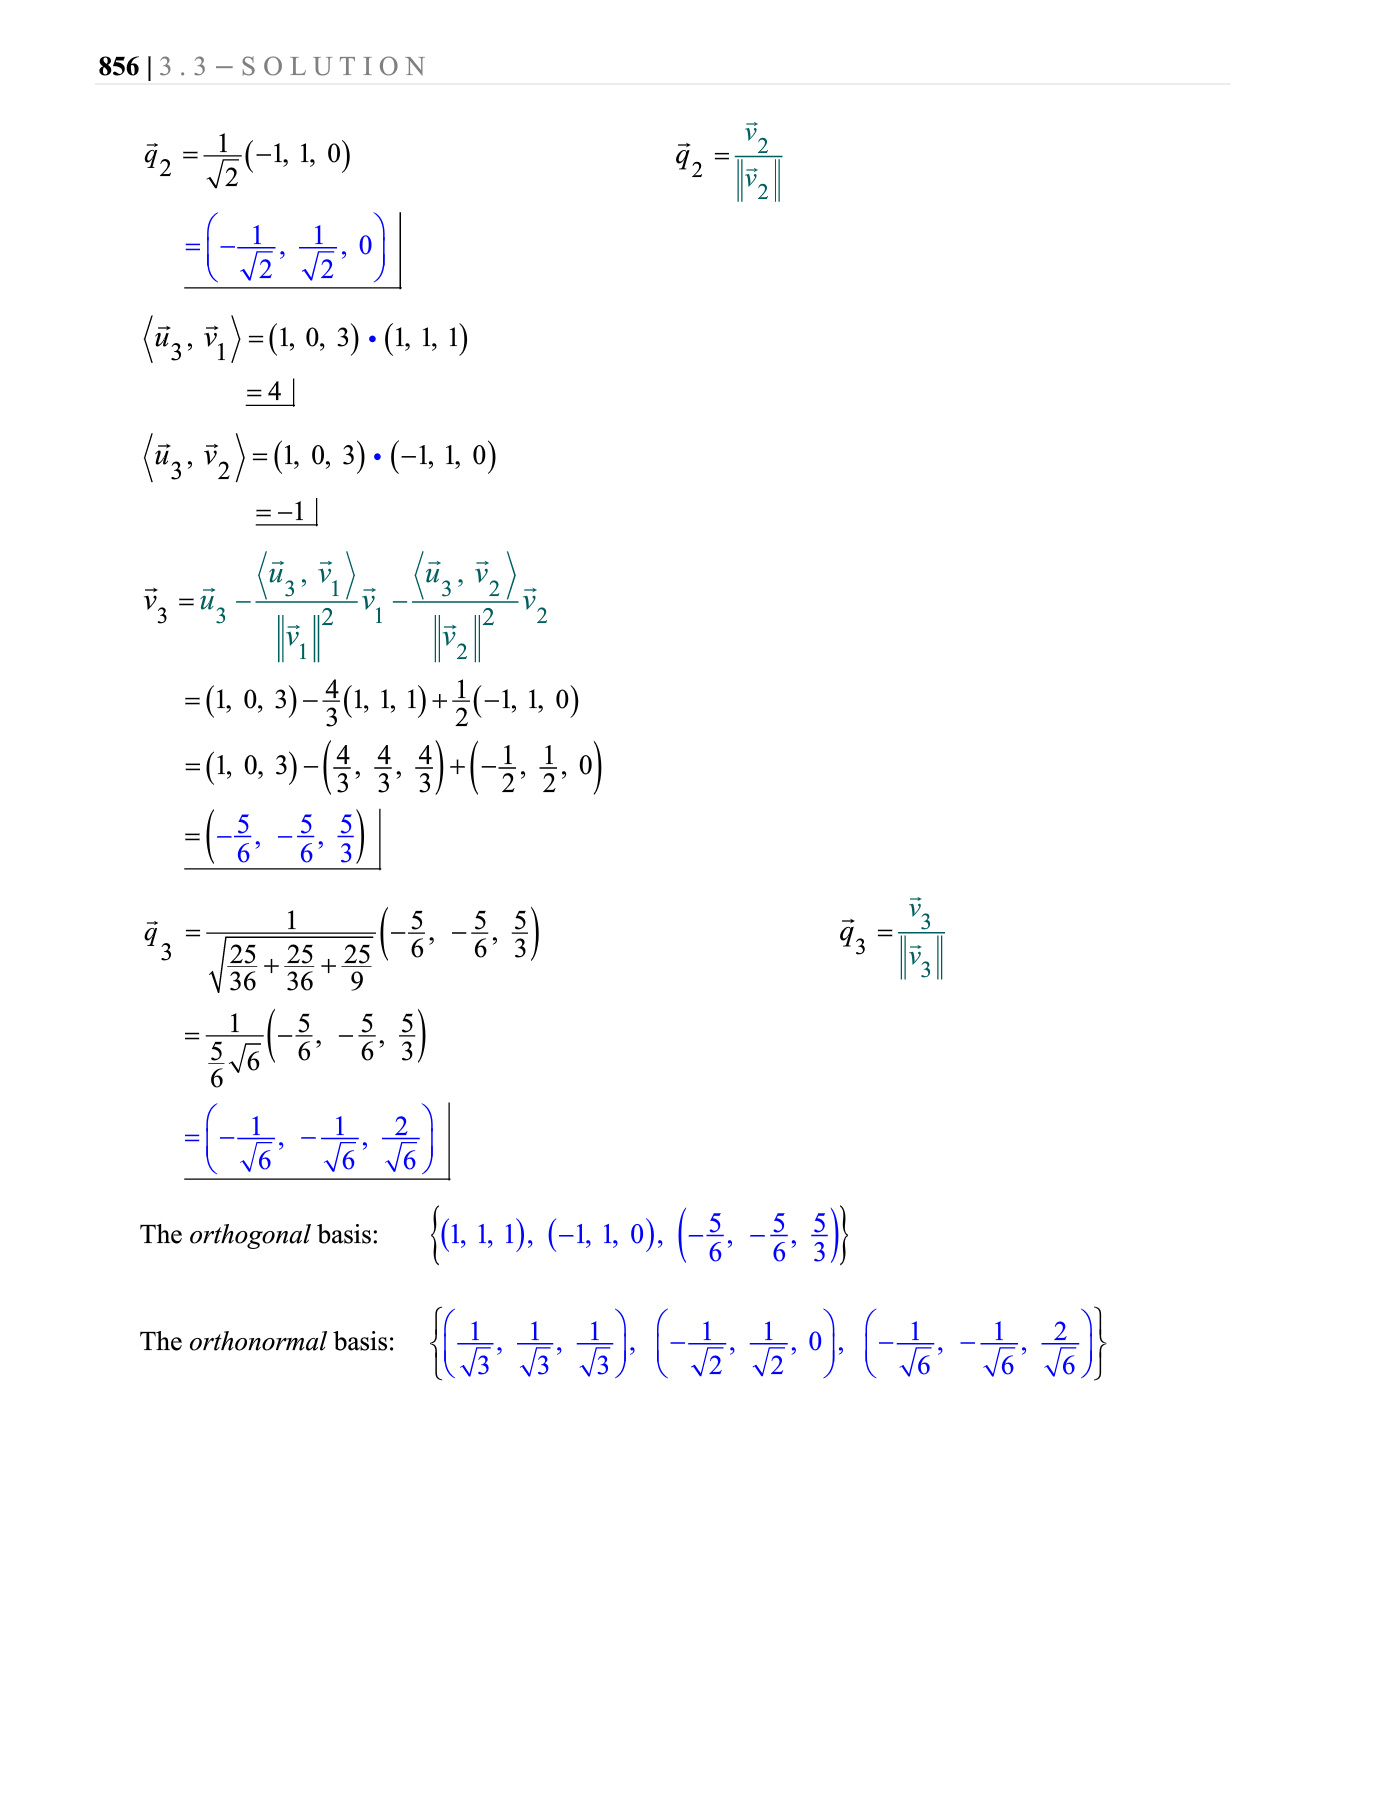 856 | 3 . 3 – S O L U T I O N
$\vec{q}_2 = \frac{1}{\sqrt{2}}(-1, 1, 0)$ $\vec{q}_2 = \frac{\vec{v}_2}{\|\vec{v}_2\|}$
$= \left(-\frac{1}{\sqrt{2}}, \frac{1}{\sqrt{2}}, 0\right)$
$\langle \vec{u}_3, \vec{v}_1 \rangle = (1, 0, 3) \bullet (1, 1, 1)$
$= 4$
$\langle \vec{u}_3, \vec{v}_2 \rangle = (1, 0, 3) \bullet (-1, 1, 0)$
$= -1$
$\vec{v}_3 = \vec{u}_3 - \frac{\langle \vec{u}_3, \vec{v}_1 \rangle}{\|\vec{v}_1\|^2}\vec{v}_1 - \frac{\langle \vec{u}_3, \vec{v}_2 \rangle}{\|\vec{v}_2\|^2}\vec{v}_2$
$= (1, 0, 3) - \frac{4}{3}(1, 1, 1) + \frac{1}{2}(-1, 1, 0)$
$= (1, 0, 3) - \left(\frac{4}{3}, \frac{4}{3}, \frac{4}{3}\right) + \left(-\frac{1}{2}, \frac{1}{2}, 0\right)$
$= \left(-\frac{5}{6}, -\frac{5}{6}, \frac{5}{3}\right)$
$\vec{q}_3 = \frac{1}{\sqrt{\frac{25}{36} + \frac{25}{36} + \frac{25}{9}}}\left(-\frac{5}{6}, -\frac{5}{6}, \frac{5}{3}\right)$ $\vec{q}_3 = \frac{\vec{v}_3}{\|\vec{v}_3\|}$
$= \frac{1}{\frac{5}{6}\sqrt{6}}\left(-\frac{5}{6}, -\frac{5}{6}, \frac{5}{3}\right)$
$= \left(-\frac{1}{\sqrt{6}}, -\frac{1}{\sqrt{6}}, \frac{2}{\sqrt{6}}\right)$
The orthogonal basis: $\left\{(1, 1, 1), (-1, 1, 0), \left(-\frac{5}{6}, -\frac{5}{6}, \frac{5}{3}\right)\right\}$
The orthonormal basis: $\left\{\left(\frac{1}{\sqrt{3}}, \frac{1}{\sqrt{3}}, \frac{1}{\sqrt{3}}\right), \left(-\frac{1}{\sqrt{2}}, \frac{1}{\sqrt{2}}, 0\right), \left(-\frac{1}{\sqrt{6}}, -\frac{1}{\sqrt{6}}, \frac{2}{\sqrt{6}}\right)\right\}$